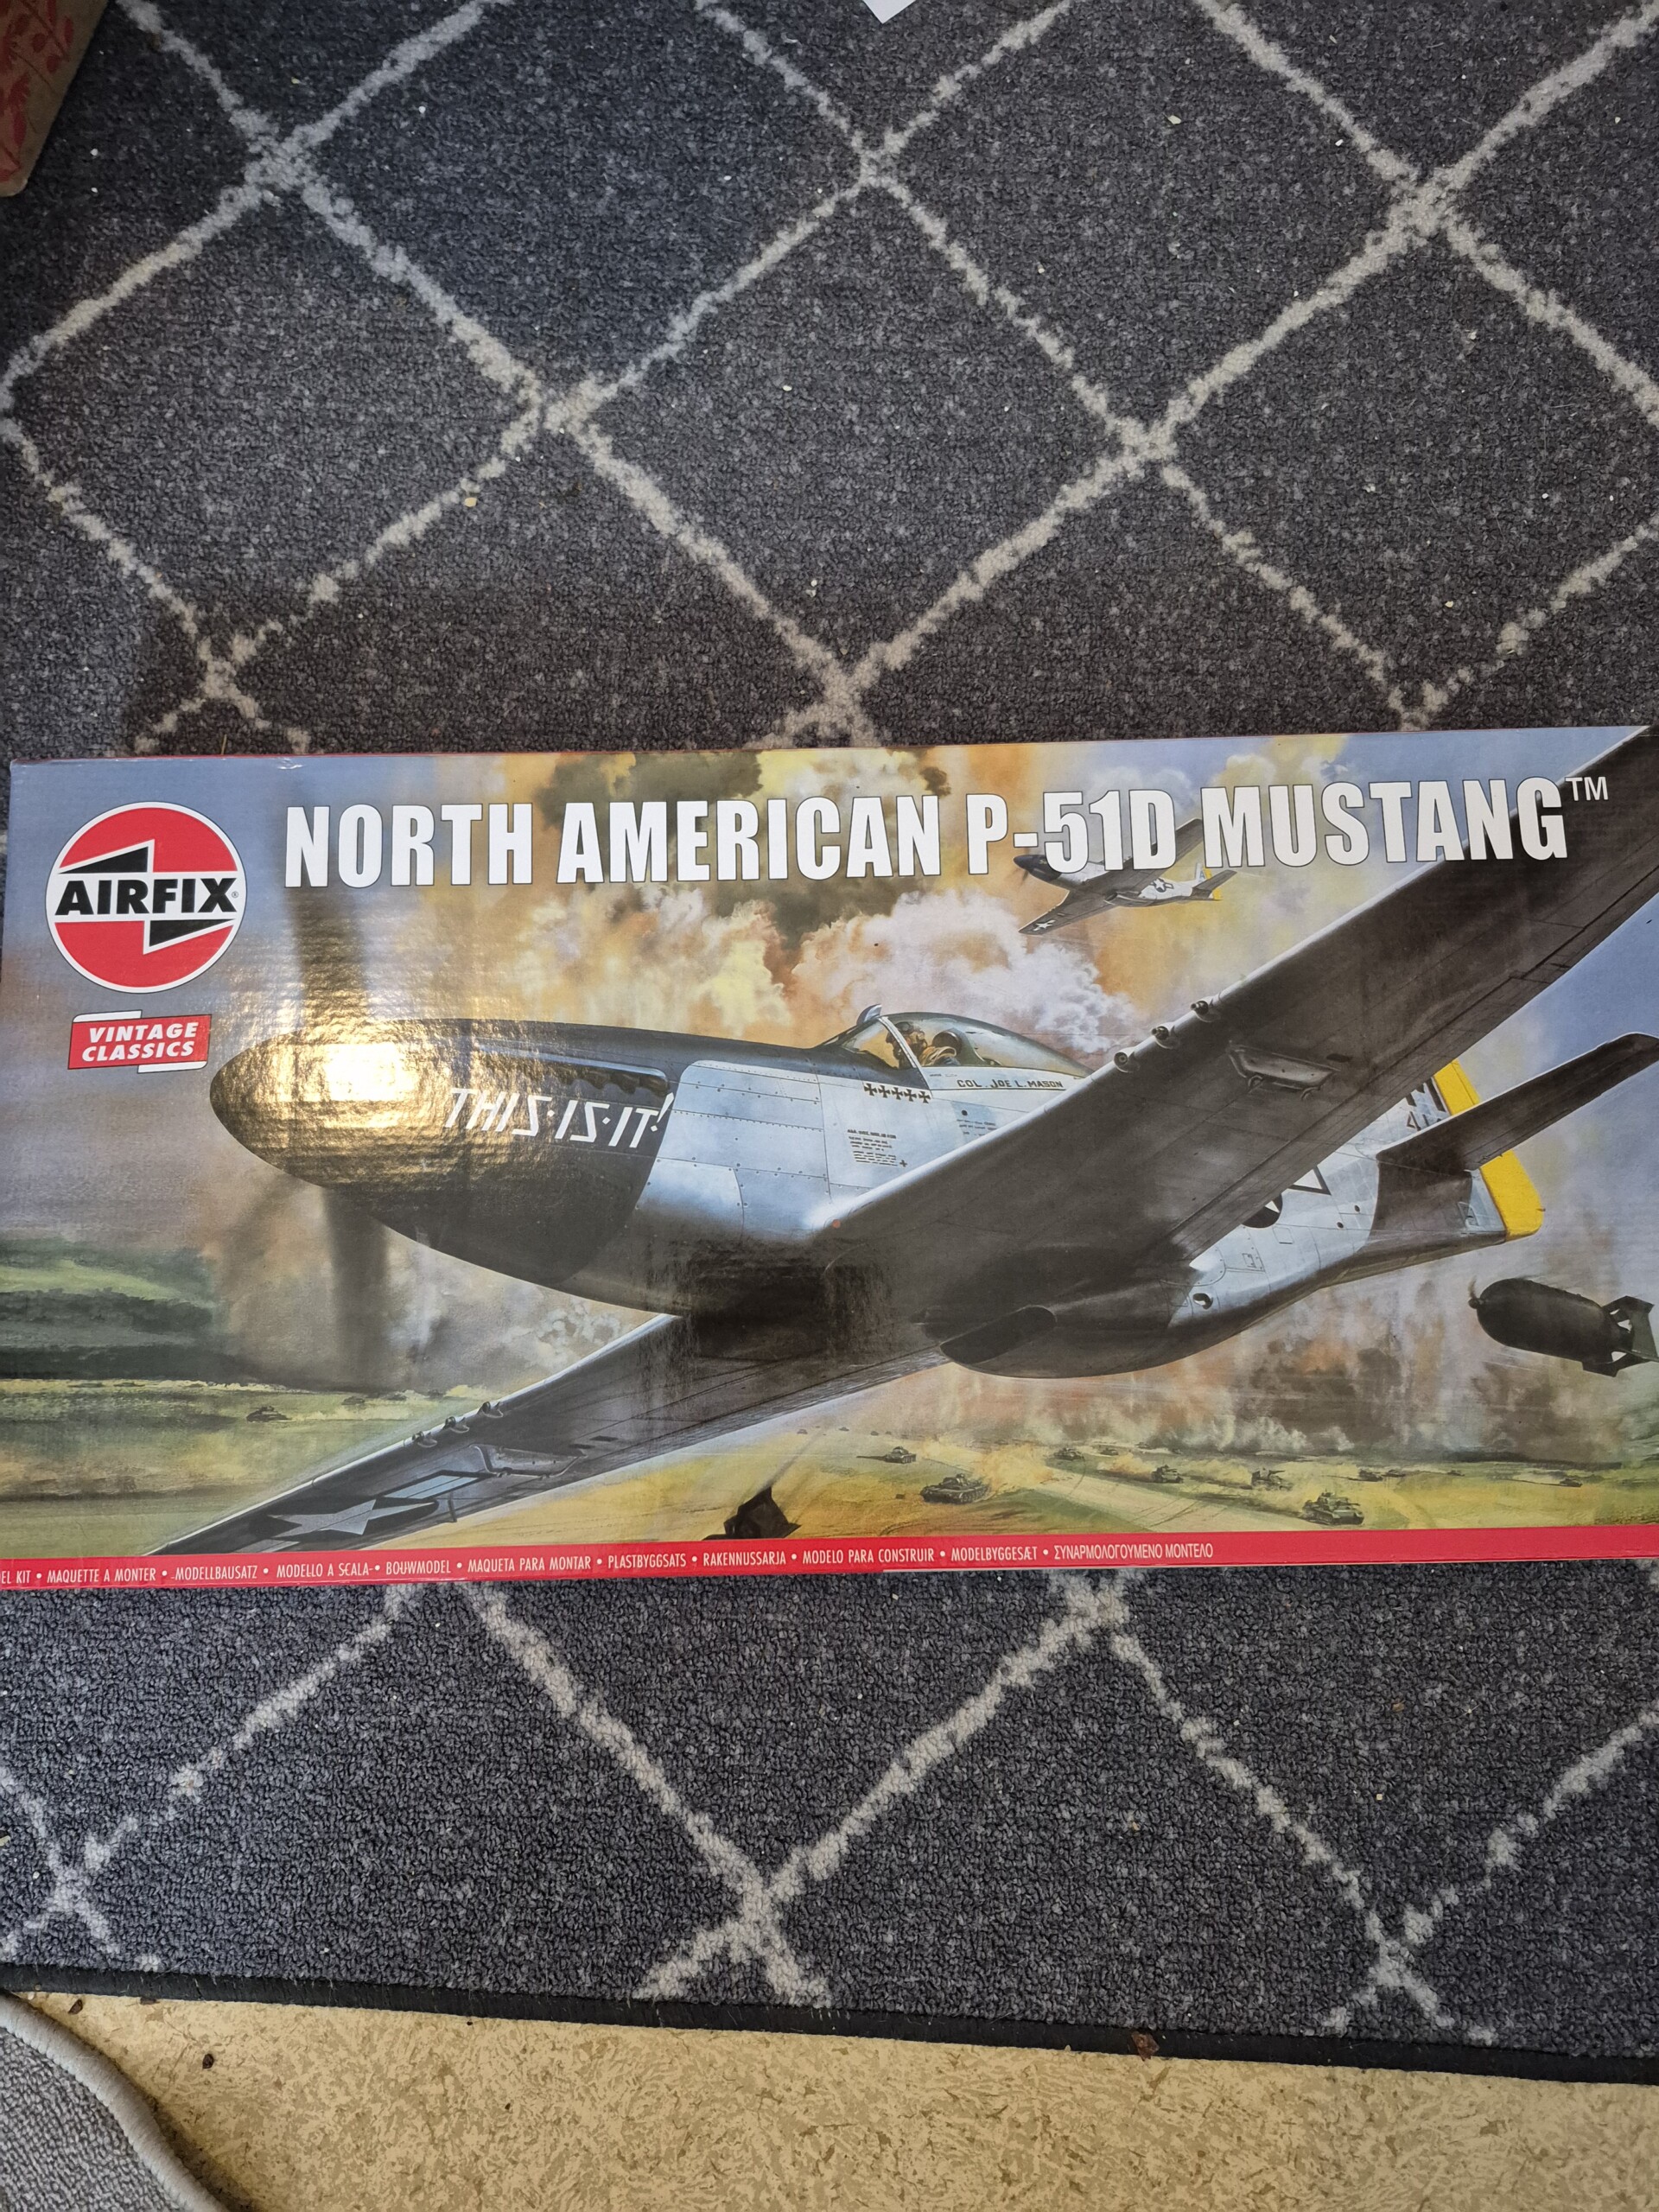 NORTH AMERICAN P-51D MUSTANG™
AIRFIX®
VINTAGE
CLASSICS
THIS·IS·IT!
COL. JOE L. MASON
EL KIT • MAQUETTE A MONTER • MODELLBAUSATZ • MODELLO A SCALA • BOUWMODEL • MAQUETA PARA MONTAR • PLASTBYGGSATS • RAKENNUSSARJA • MODELO PARA CONSTRUIR • MODELBYGGESÆT • ΣΥΝΑΡΜΟΛΟΓΟΥΜΕΝΟ ΜΟΝΤΕΛΟ